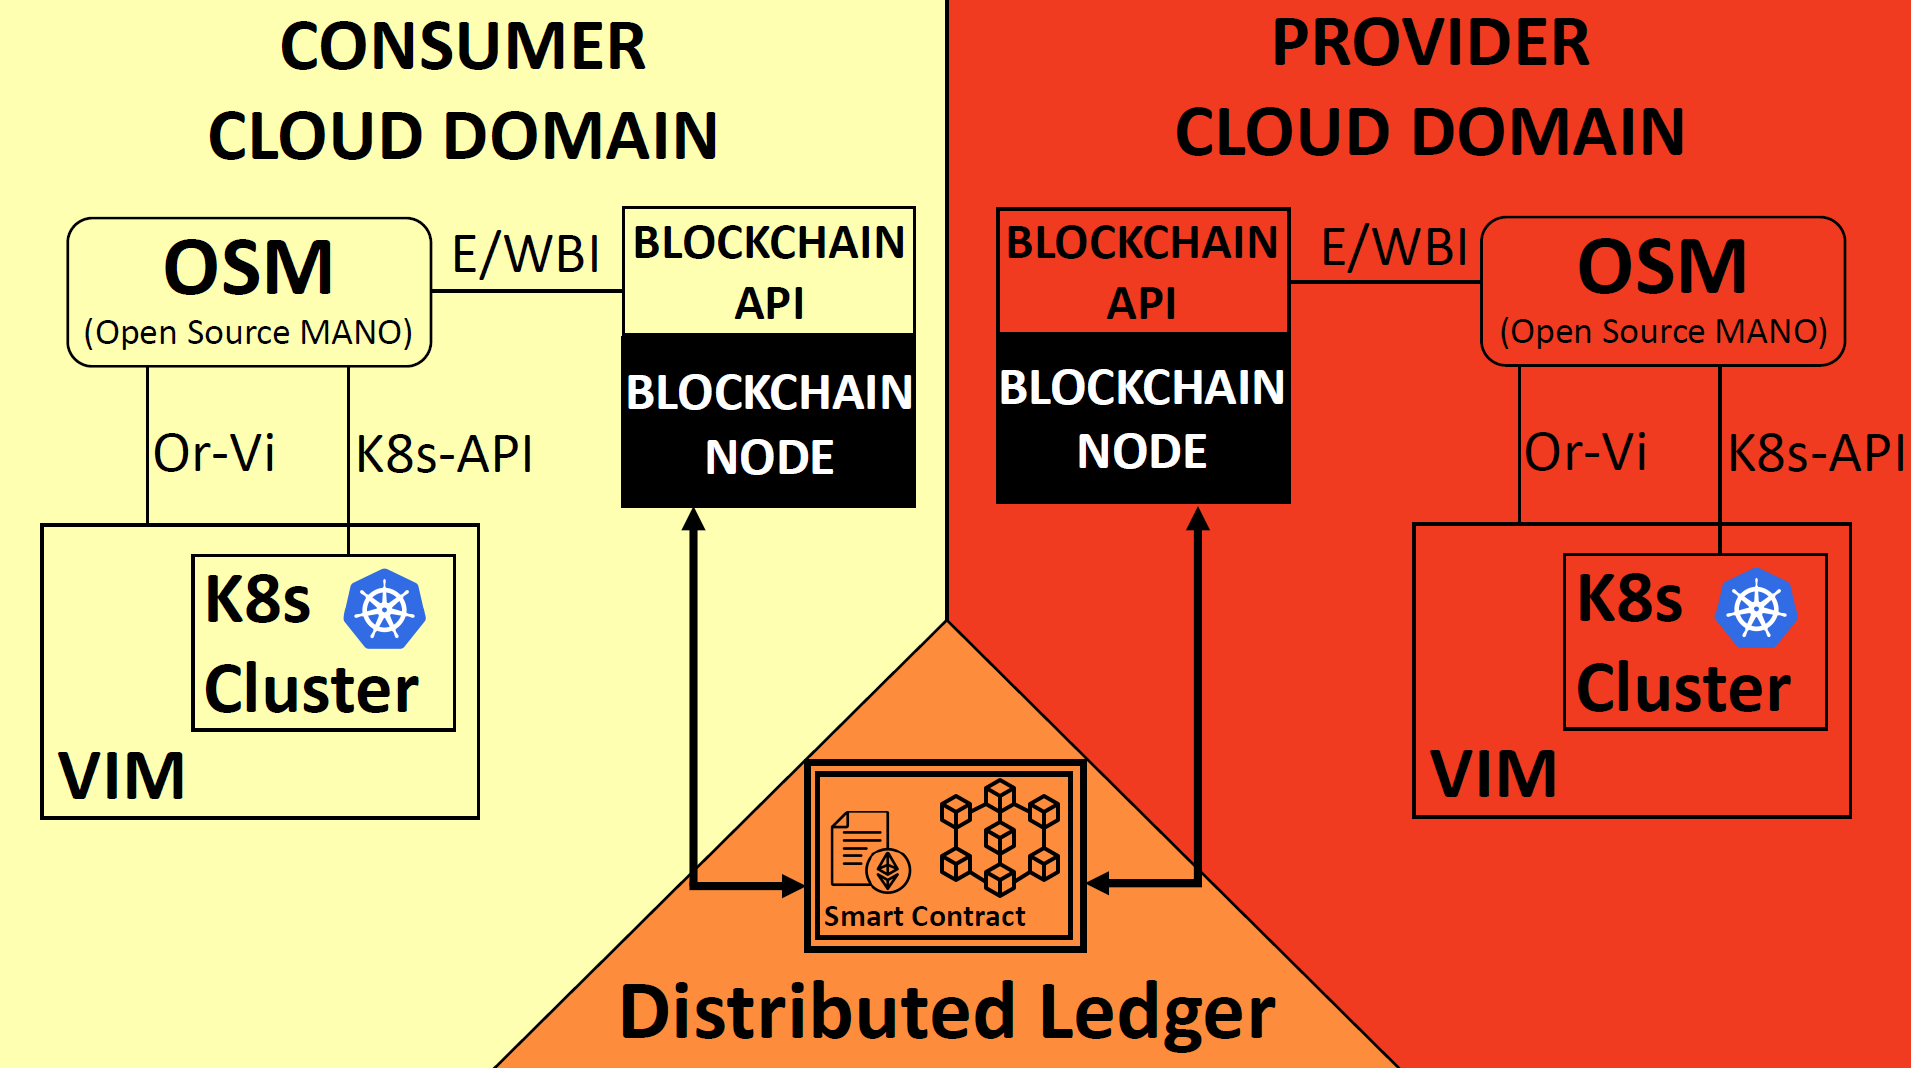 CONSUMER
CLOUD DOMAIN
OSM
(Open Source MANO)
E/WBI
BLOCKCHAIN
API
BLOCKCHAIN
NODE
Or-Vi
K8s-API
K8s
Cluster
VIM
PROVIDER
CLOUD DOMAIN
BLOCKCHAIN
API
BLOCKCHAIN
NODE
E/WBI
OSM
(Open Source MANO)
Or-Vi
K8s-API
K8s
Cluster
VIM
Smart Contract
Distributed Ledger